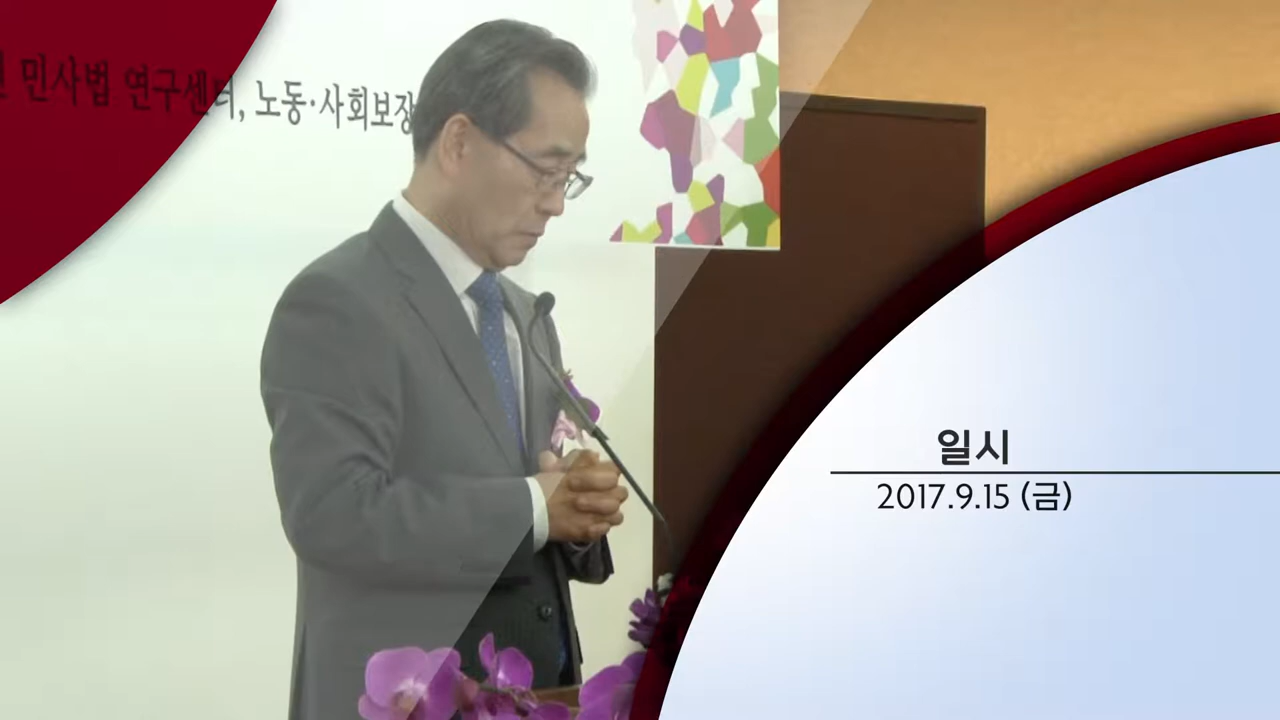 민사법 연구센터, 노동·사회보장
일시
2017.9.15 (금)